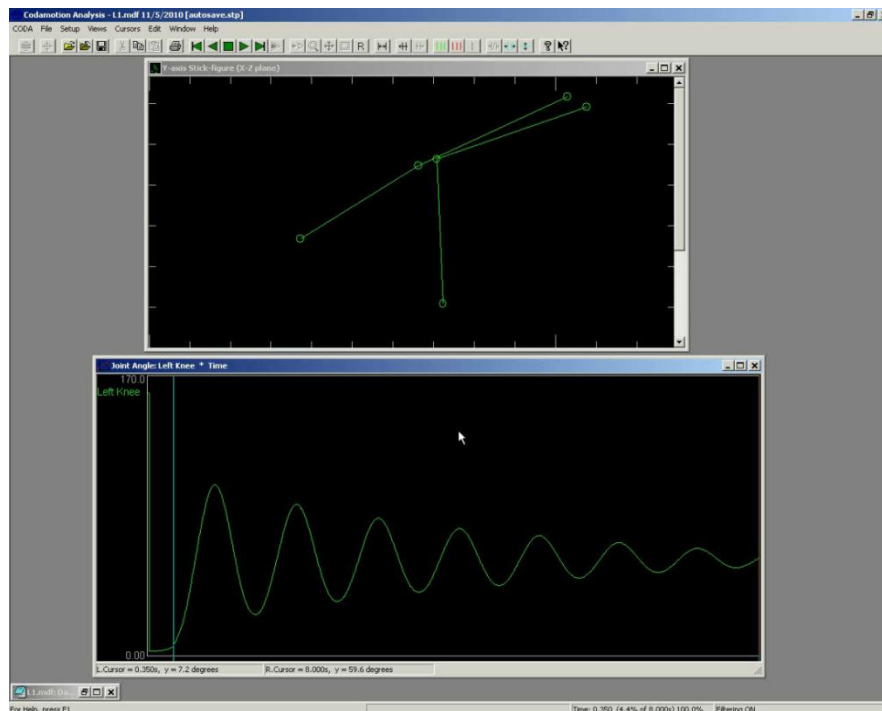 Codamotion Analysis - L1.mdf 11/5/2010 [autosave.stp]
CODA File Setup Views Cursors Edit Window Help
R
Y-axis Stick-figure (X-Z plane)
Joint Angle: Left Knee * Time
170.0
Left Knee
0.00
L.Cursor = 0.350s, y = 7.2 degrees R.Cursor = 8.000s, y = 59.6 degrees
L1.mdf: Da...
For Help, press F1 Time: 0.350 (4.4% of 8.000s) 100.0% Filtering ON